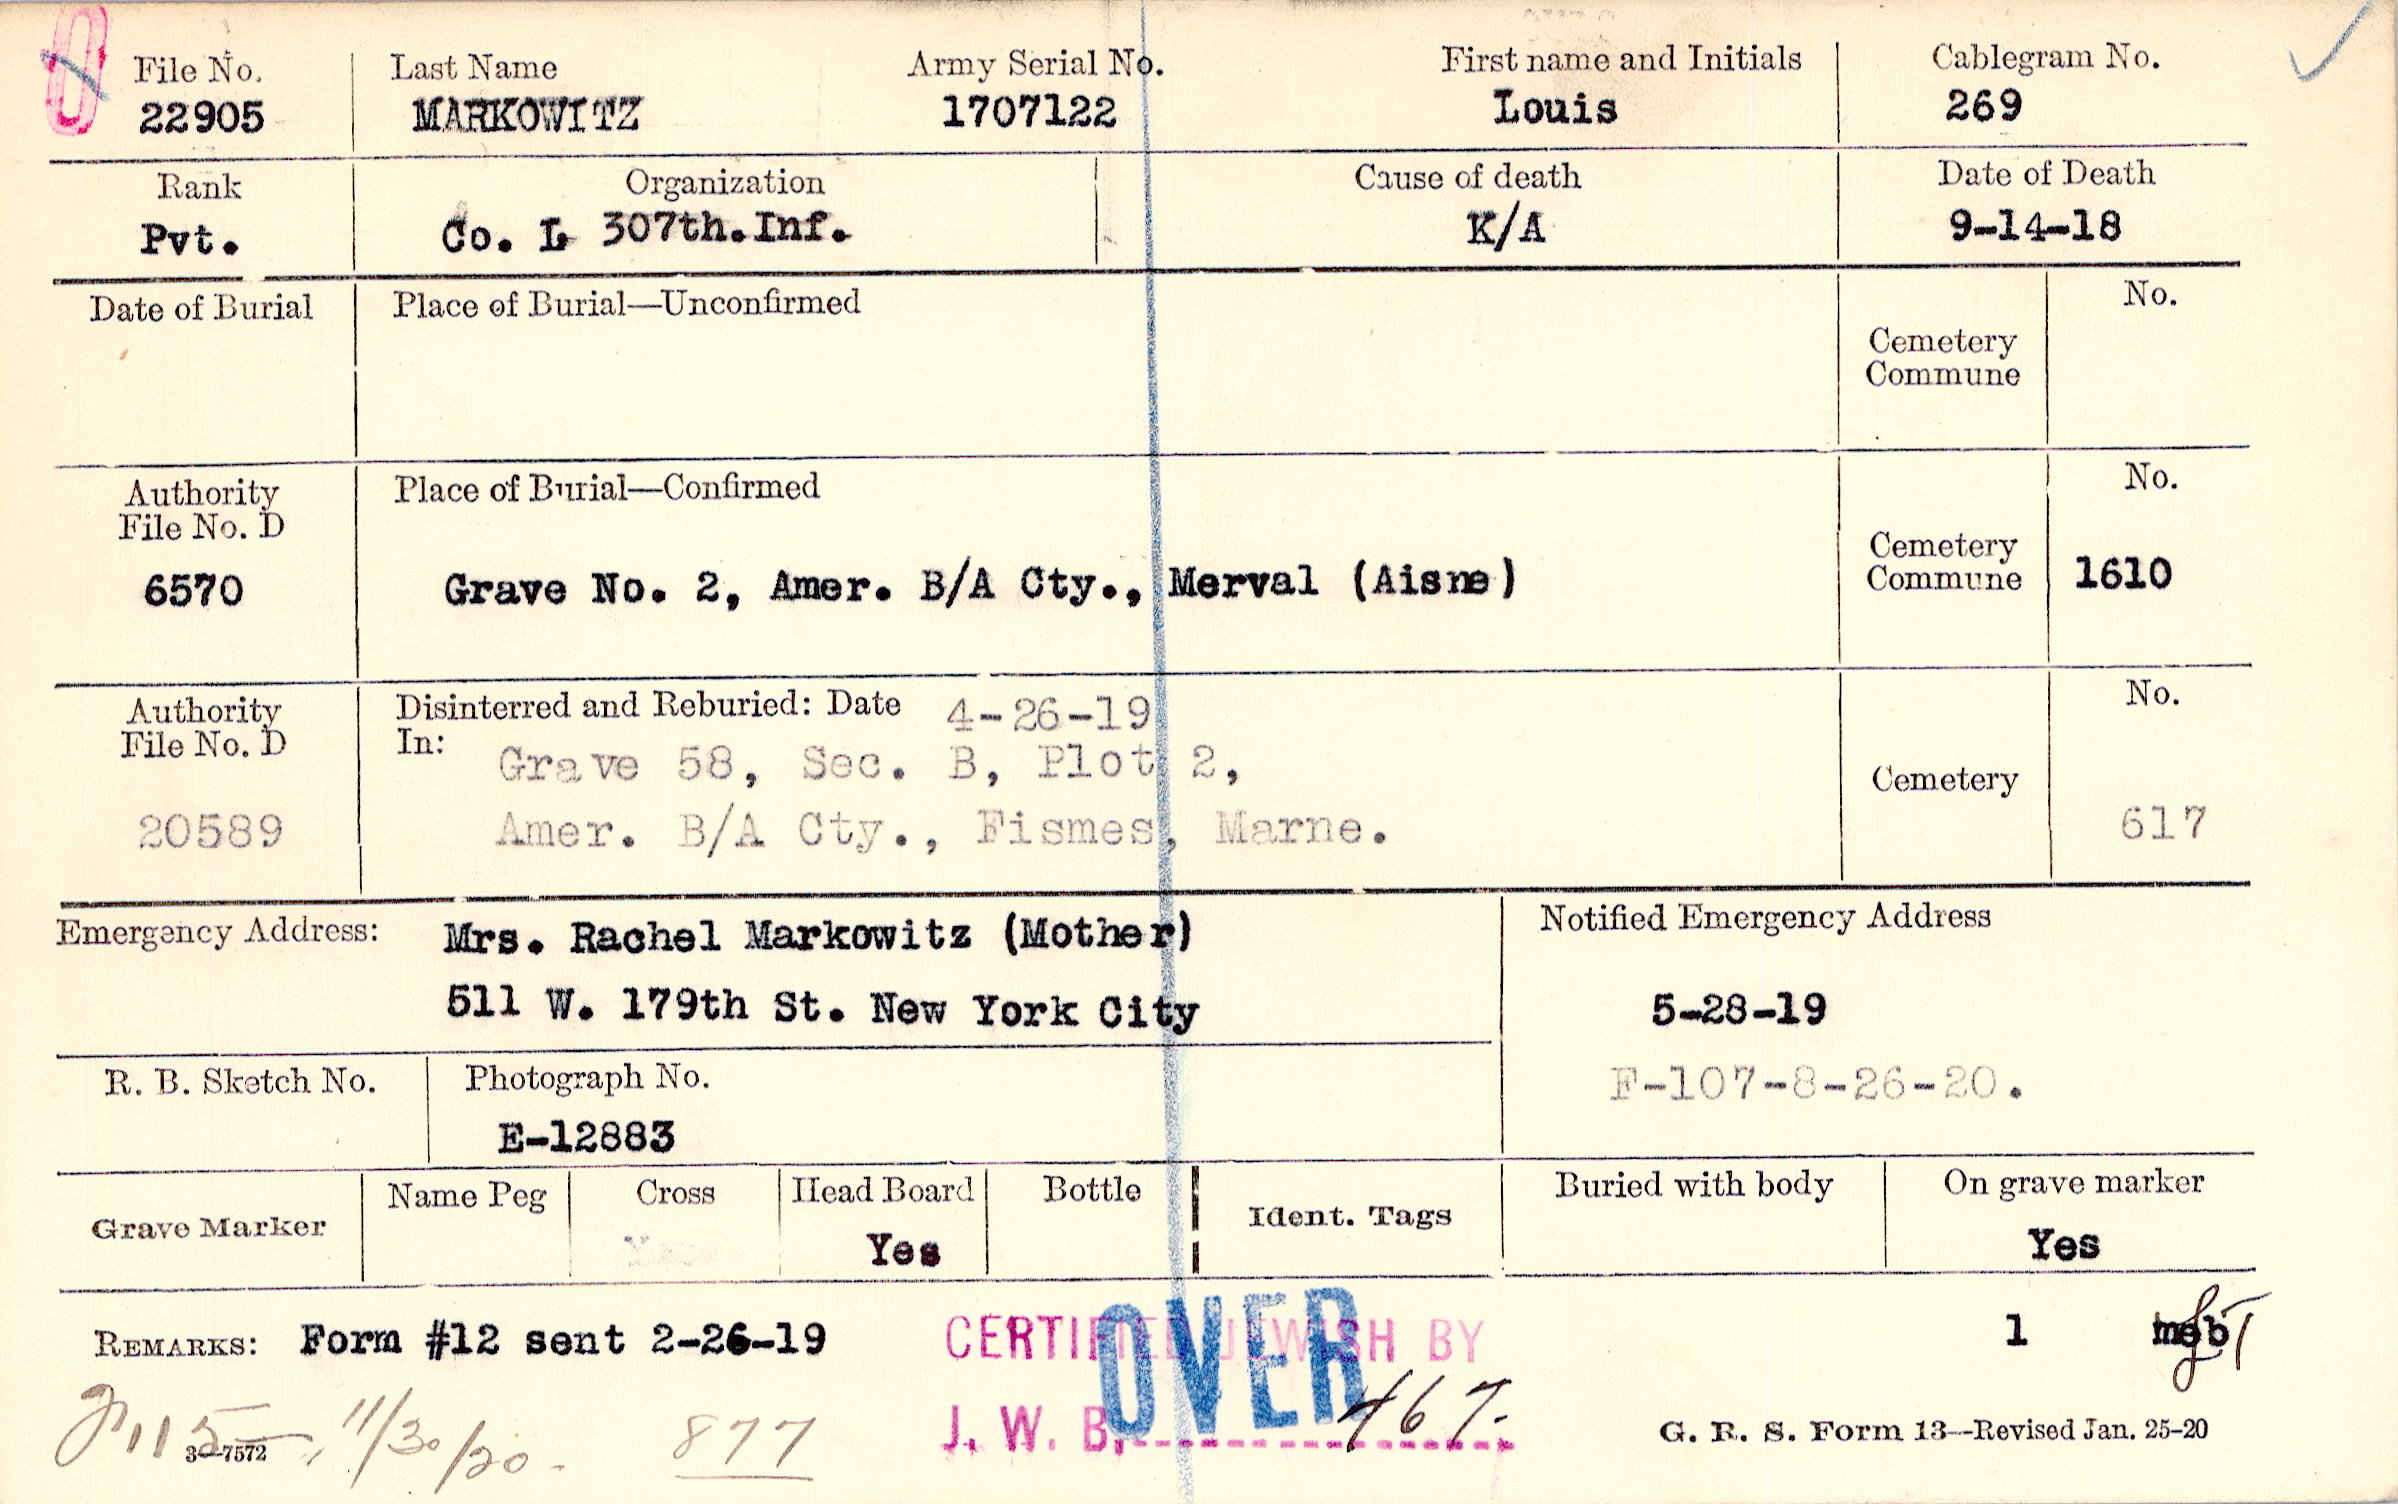 File No. Last Name Army Serial No. First name and Initials Cablegram No.
22905 MARKOWITZ 1707122 Louis 269
Rank Organization Cause of death Date of Death
Pvt. Co. L 307th.Inf. K/A 9-14-18
Date of Burial Place of Burial—Unconfirmed No.
Cemetery
Commune
Authority Place of Burial—Confirmed No.
File No. D
Cemetery
Commune
6570 Grave No. 2, Amer. B/A Cty., Merval (Aisne) 1610
Authority Disinterred and Reburied: Date 4-26-19 No.
File No. D In: Grave 58, Sec. B, Plot 2,
Cemetery
20589 Amer. B/A Cty., Fismes, Marne. 617
Emergency Address: Mrs. Rachel Markowitz (Mother) Notified Emergency Address
511 W. 179th St. New York City 5-28-19
R. B. Sketch No. Photograph No. F-107-8-26-20.
E-12883
Grave Marker Name Peg Cross Head Board Bottle Ident. Tags Buried with body On grave marker
Yes Yes
REMARKS: Form #12 sent 2-26-19 CERTIFIED JEWISH BY OVER 1
115 11/30/20 877 J. W. B. 467.
3-7572 G. R. S. Form 13—Revised Jan. 25-20